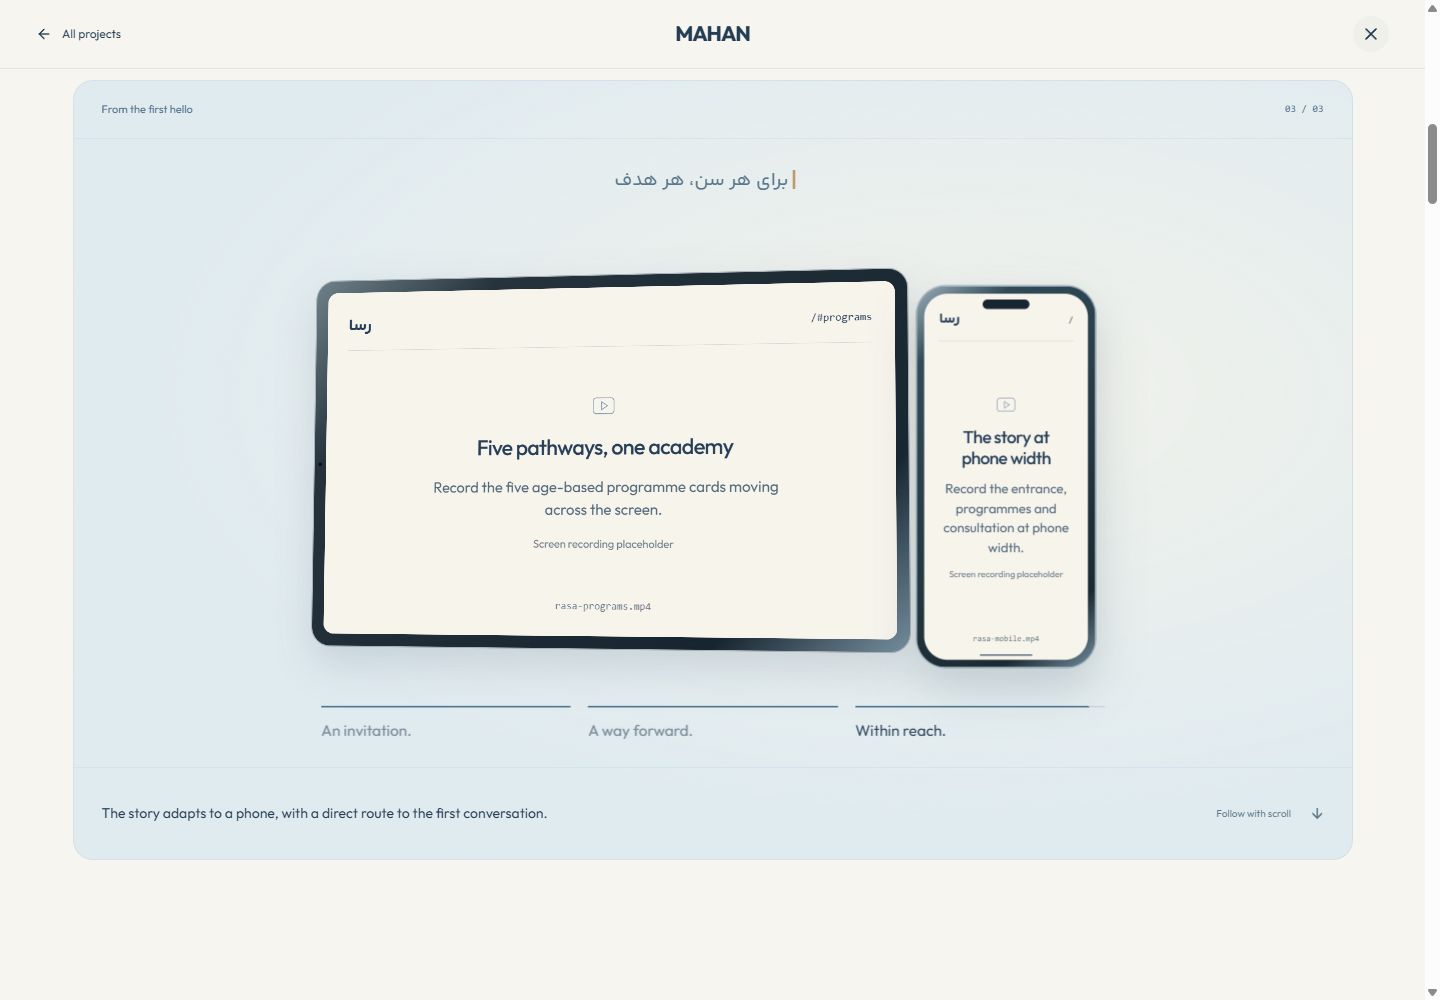 All projects
MAHAN
From the first hello
03 / 03
برای هر سن، هر هدف
رسا
/#programs
Five pathways, one academy
Record the five age-based programme cards moving
across the screen.
Screen recording placeholder
rasa-programs.mp4
رسا
/
The story at
phone width
Record the entrance,
programmes and
consultation at phone
width.
Screen recording placeholder
rasa-mobile.mp4
An invitation.
A way forward.
Within reach.
The story adapts to a phone, with a direct route to the first conversation.
Follow with scroll